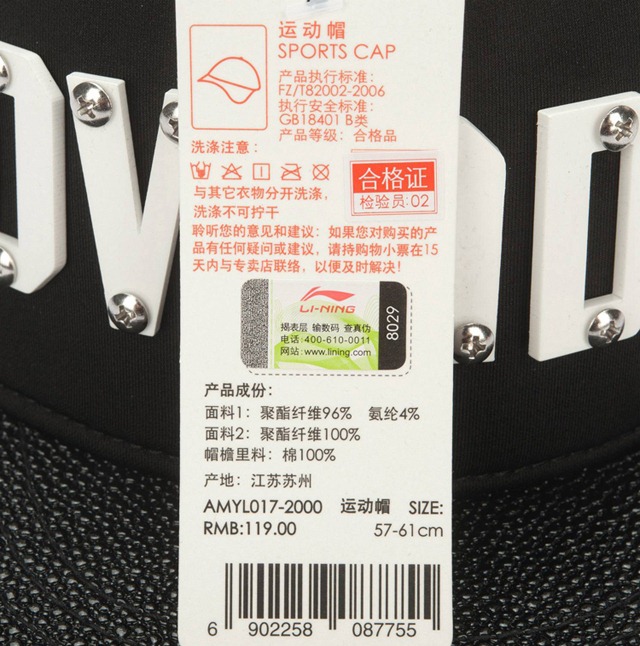 运动帽
SPORTS CAP
产品执行标准:
FZ/T82002-2006
执行安全标准:
GB18401 B类
产品等级: 合格品
洗涤注意:
与其它衣物分开洗涤,
洗涤不可拧干
合格证
检验员:02
聆听您的意见和建议: 如果您对购买的产
品有任何疑问或建议, 请持购物小票在15
天内与专卖店联络, 以便及时解决!
LI-NING
揭表层 输数码 查真伪
电话:400-610-0011
网站:www.lining.com
8029
产品成份:
面料1: 聚酯纤维96% 氨纶4%
面料2: 聚酯纤维100%
帽檐里料: 棉100%
产地: 江苏苏州
AMYL017-2000 运动帽 SIZE:
RMB:119.00 57-61cm
6 902258 087755